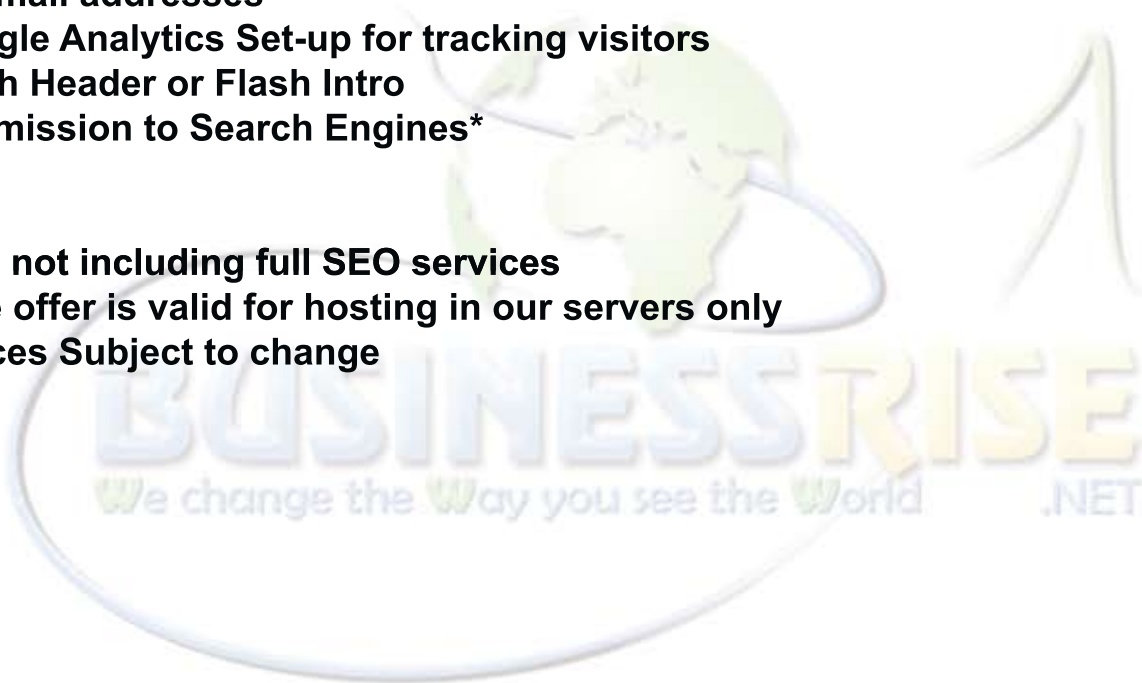 mail addresses
gle Analytics Set-up for tracking visitors
h Header or Flash Intro
mission to Search Engines*
not including full SEO services
e offer is valid for hosting in our servers only
ces Subject to change
BUSINESSRISE
We change the Way you see the World .NET